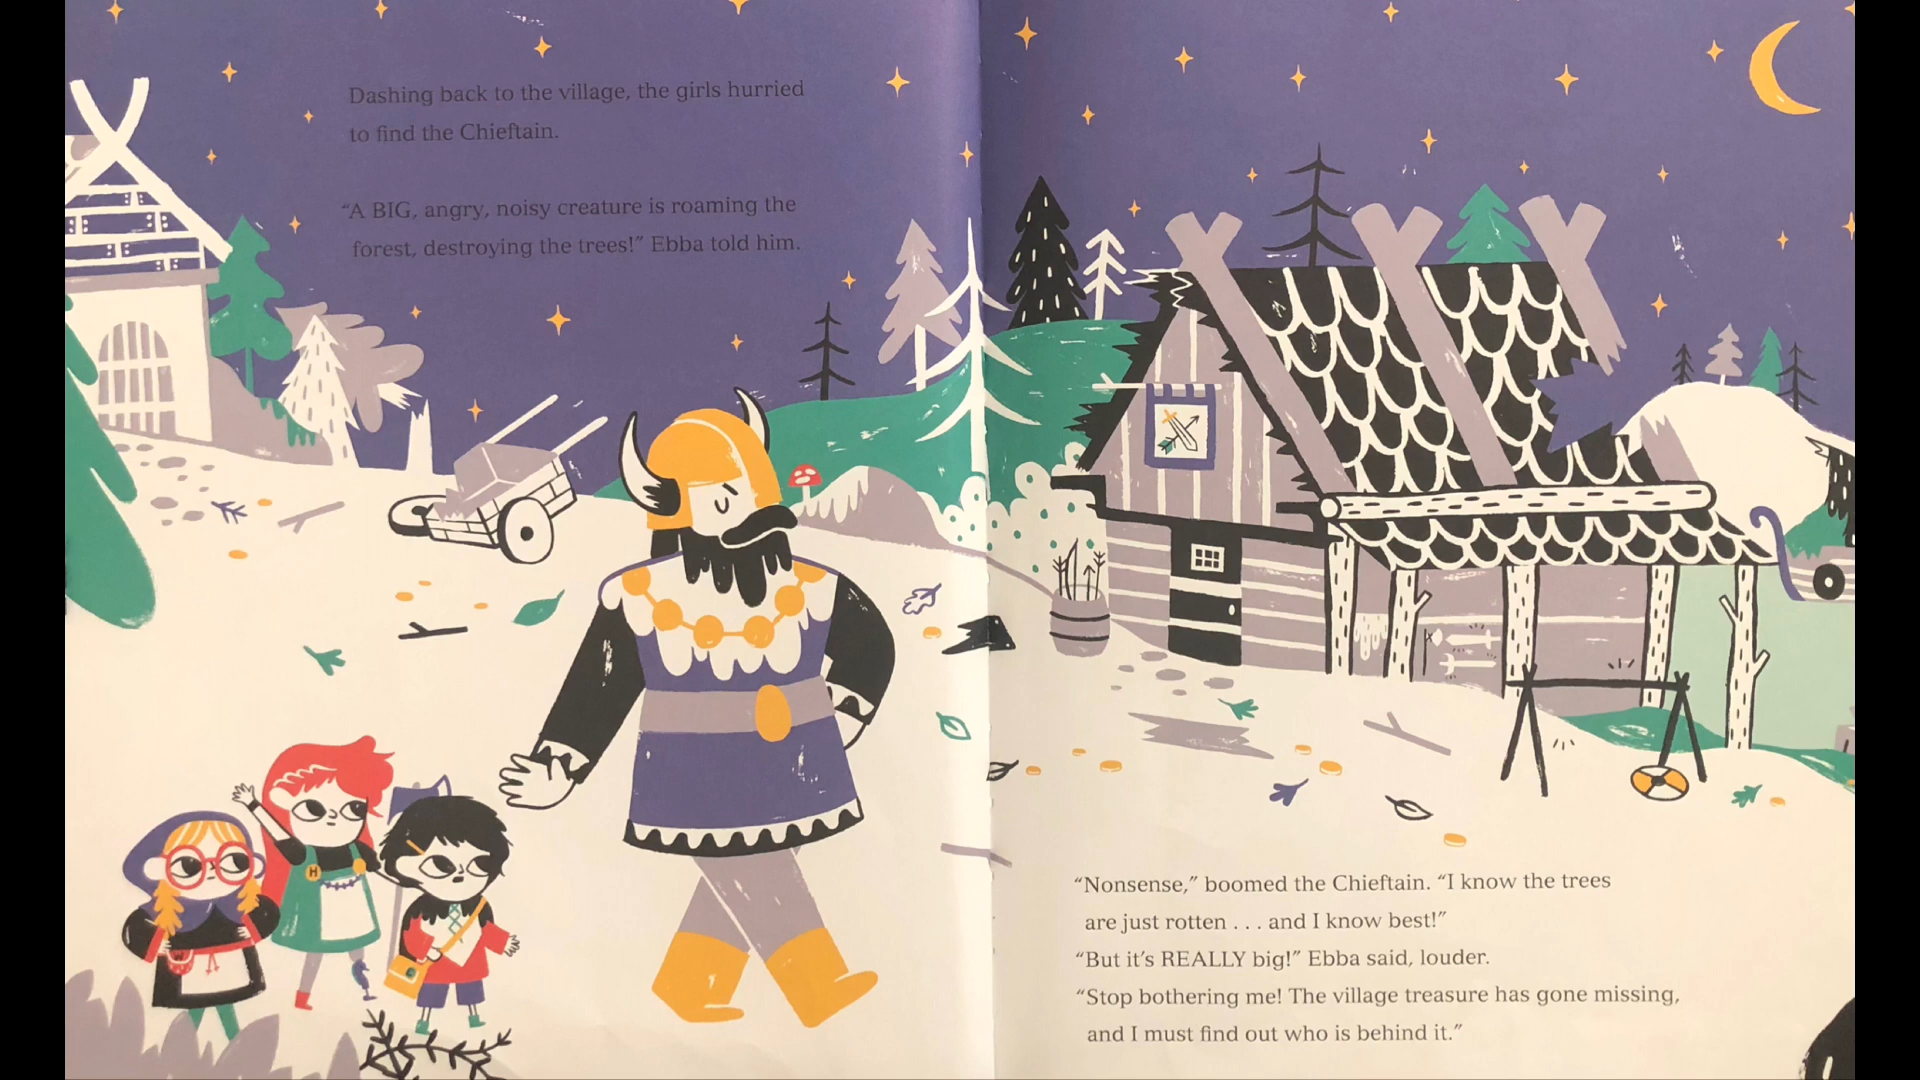 Dashing back to the village, the girls hurried
to find the Chieftain.
“A BIG, angry, noisy creature is roaming the
forest, destroying the trees!” Ebba told him.
H
“Nonsense,” boomed the Chieftain. “I know the trees
are just rotten . . . and I know best!”
“But it’s REALLY big!” Ebba said, louder.
“Stop bothering me! The village treasure has gone missing,
and I must find out who is behind it.”